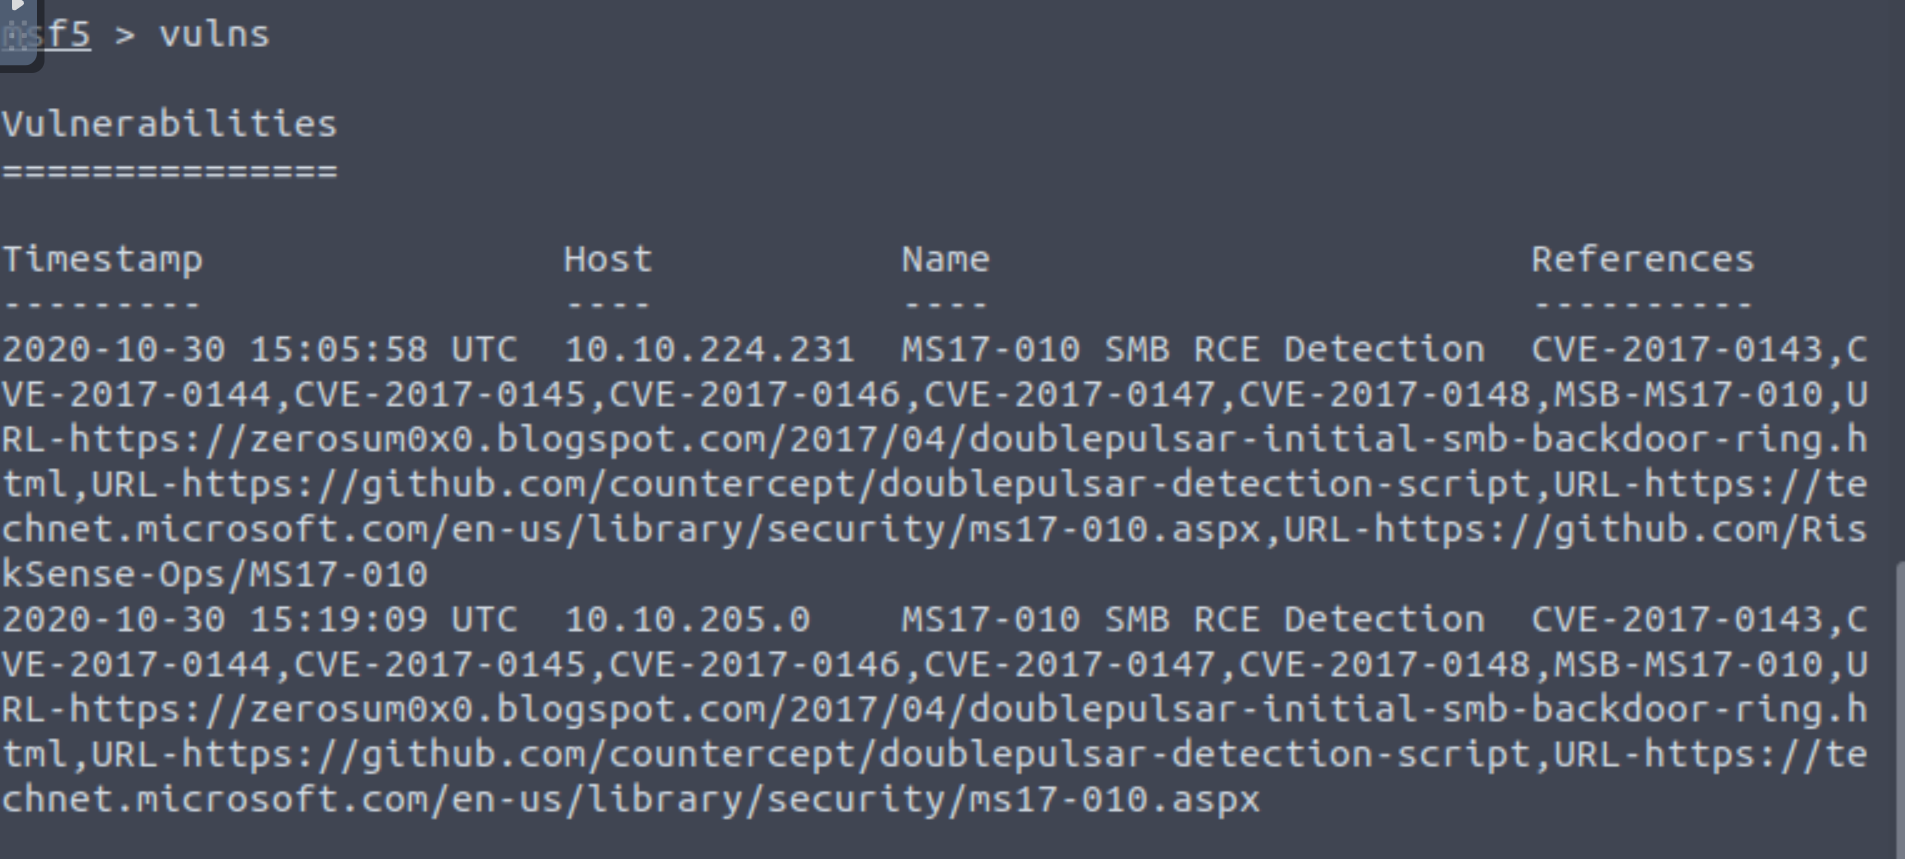 msf5 > vulns
Vulnerabilities
===============
Timestamp                Host           Name                        References
---------                ----           ----                        ----------
2020-10-30 15:05:58 UTC  10.10.224.231  MS17-010 SMB RCE Detection  CVE-2017-0143,C
VE-2017-0144,CVE-2017-0145,CVE-2017-0146,CVE-2017-0147,CVE-2017-0148,MSB-MS17-010,U
RL-https://zerosum0x0.blogspot.com/2017/04/doublepulsar-initial-smb-backdoor-ring.h
tml,URL-https://github.com/countercept/doublepulsar-detection-script,URL-https://te
chnet.microsoft.com/en-us/library/security/ms17-010.aspx,URL-https://github.com/Ris
kSense-Ops/MS17-010
2020-10-30 15:19:09 UTC  10.10.205.0    MS17-010 SMB RCE Detection  CVE-2017-0143,C
VE-2017-0144,CVE-2017-0145,CVE-2017-0146,CVE-2017-0147,CVE-2017-0148,MSB-MS17-010,U
RL-https://zerosum0x0.blogspot.com/2017/04/doublepulsar-initial-smb-backdoor-ring.h
tml,URL-https://github.com/countercept/doublepulsar-detection-script,URL-https://te
chnet.microsoft.com/en-us/library/security/ms17-010.aspx